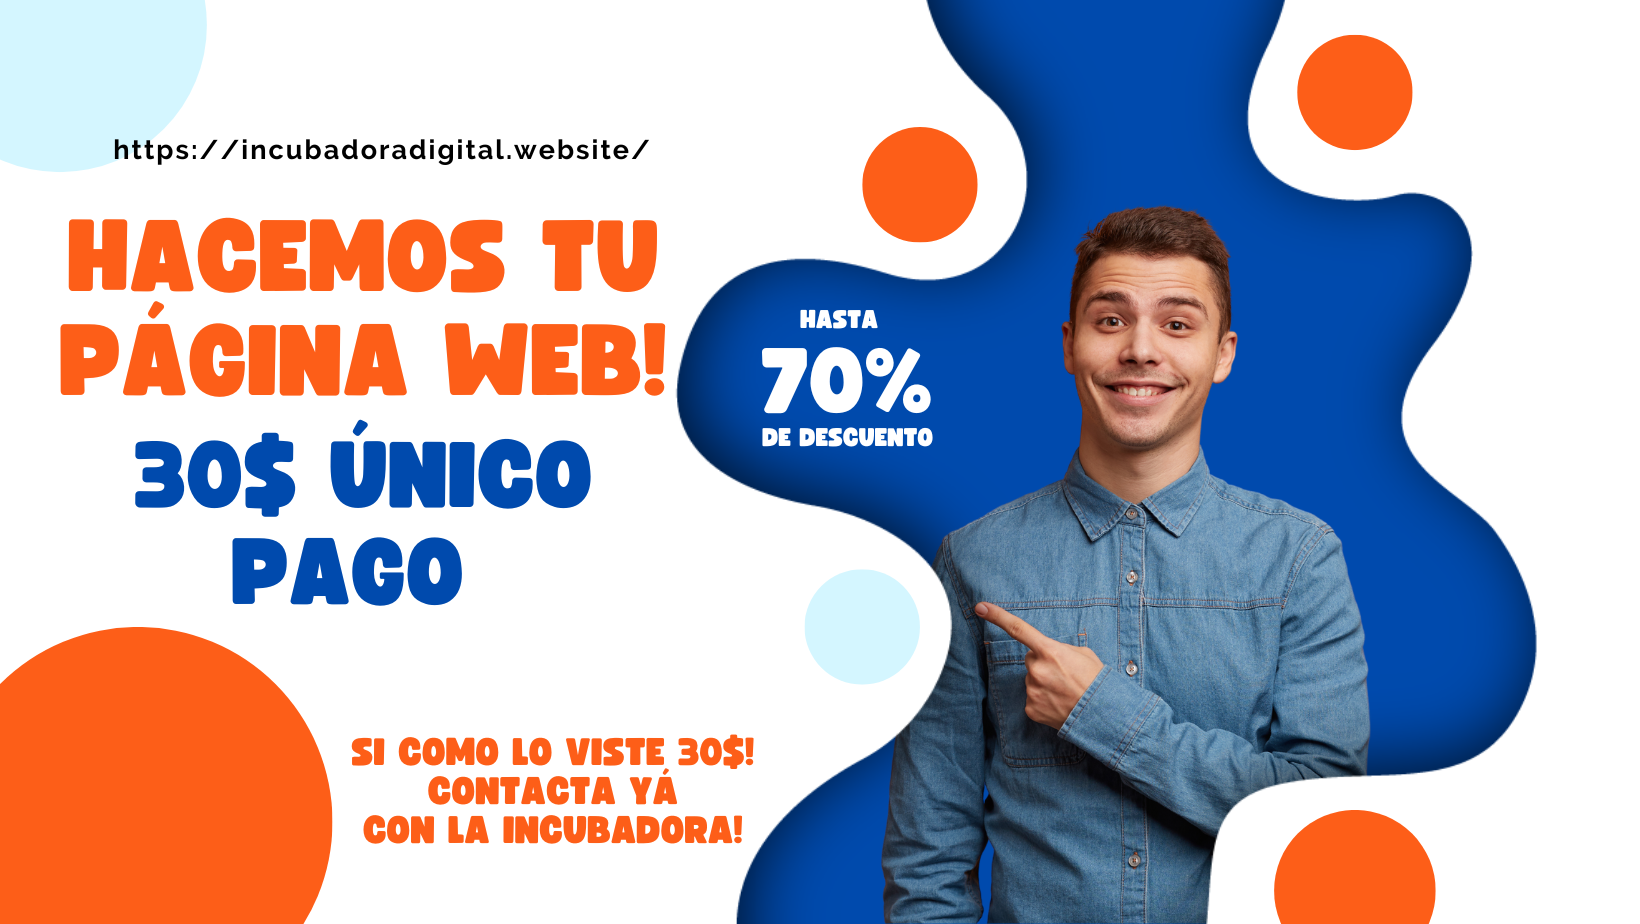 https://incubadoradigital.website/
HACEMOS TU
PÁGINA WEB!
30$ ÚNICO
PAGO
HASTA
70%
DE DESCUENTO
SI COMO LO VISTE 30$!
CONTACTA YÁ
CON LA INCUBADORA!